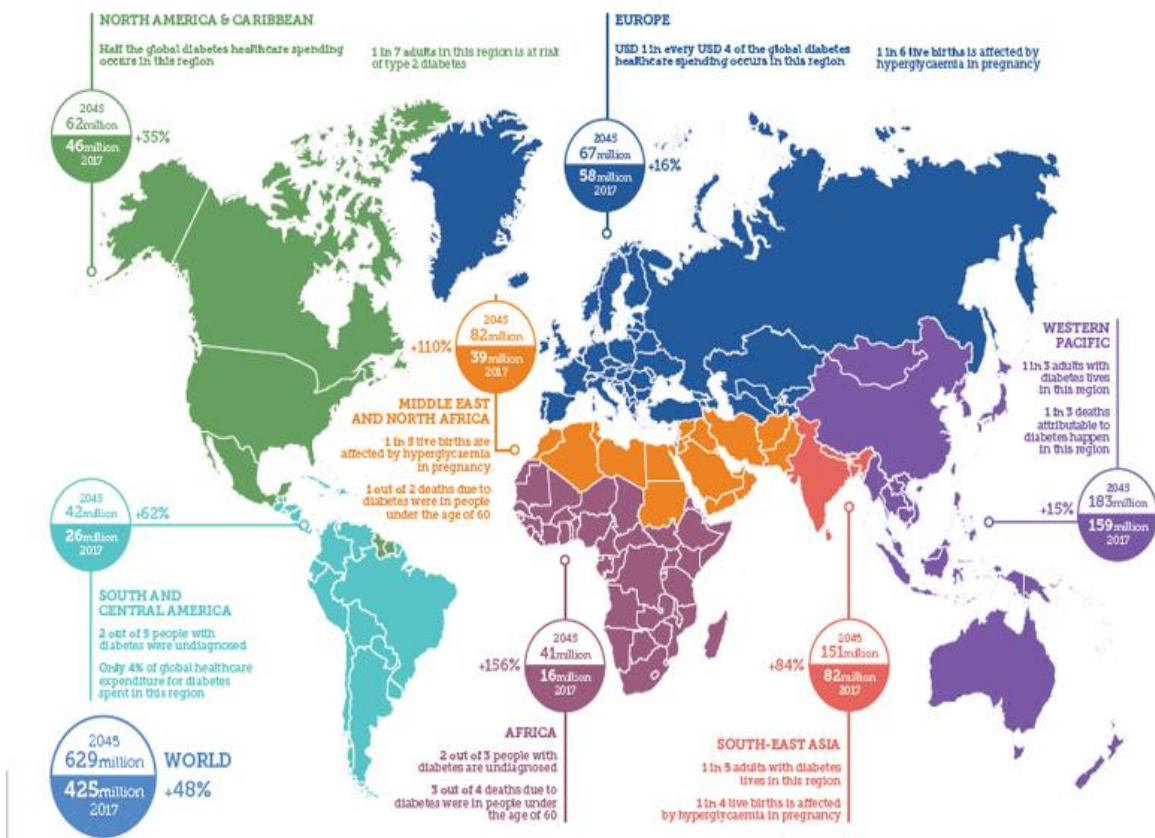 NORTH AMERICA & CARIBBEAN
Half the global diabetes healthcare spending
occurs in this region
1 in 7 adults in this region is at risk
of type 2 diabetes
2045
62million
46million
2017
+35%
EUROPE
USD 1 in every USD 4 of the global diabetes
healthcare spending occurs in this region
1 in 6 live births is affected by
hyperglycaemia in pregnancy
2045
67million
58million
2017
+16%
2045
82million
39million
2017
+110%
MIDDLE EAST
AND NORTH AFRICA
1 in 5 live births are
affected by hyperglycaemia
in pregnancy
1 out of 2 deaths due to
diabetes were in people
under the age of 60
WESTERN
PACIFIC
1 in 3 adults with
diabetes lives
in this region
1 in 3 deaths
attributable to
diabetes happen
in this region
2045
183million
159million
2017
+15%
2045
42million
26million
2017
+62%
SOUTH AND
CENTRAL AMERICA
2 out of 5 people with
diabetes were undiagnosed
Only 4% of global healthcare
expenditure for diabetes
spent in this region
2045
41million
16million
2017
+156%
AFRICA
2 out of 3 people with
diabetes are undiagnosed
3 out of 4 deaths due to
diabetes were in people under
the age of 60
2045
151million
82million
2017
+84%
SOUTH-EAST ASIA
1 in 5 adults with diabetes
lives in this region
1 in 4 live births is affected
by hyperglycaemia in pregnancy
2045
629million
425million
2017
WORLD
+48%